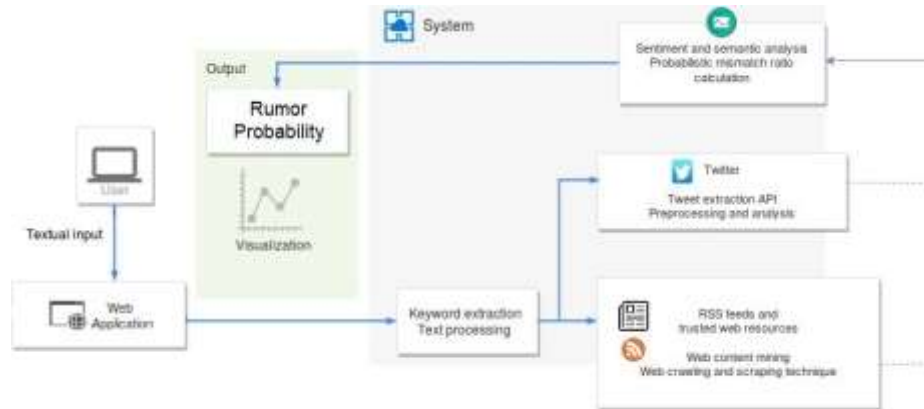 System
Sentiment and semantic analysis
Probabilistic mismatch ratio
calculation
Output
Rumor
Probability
User
Twitter
Tweet extraction API
Preprocessing and analysis
Textual input
Visualization
Web
Application
Keyword extraction
Text processing
RSS feeds and
trusted web resources
Web content mining
Web crawling and scraping technique